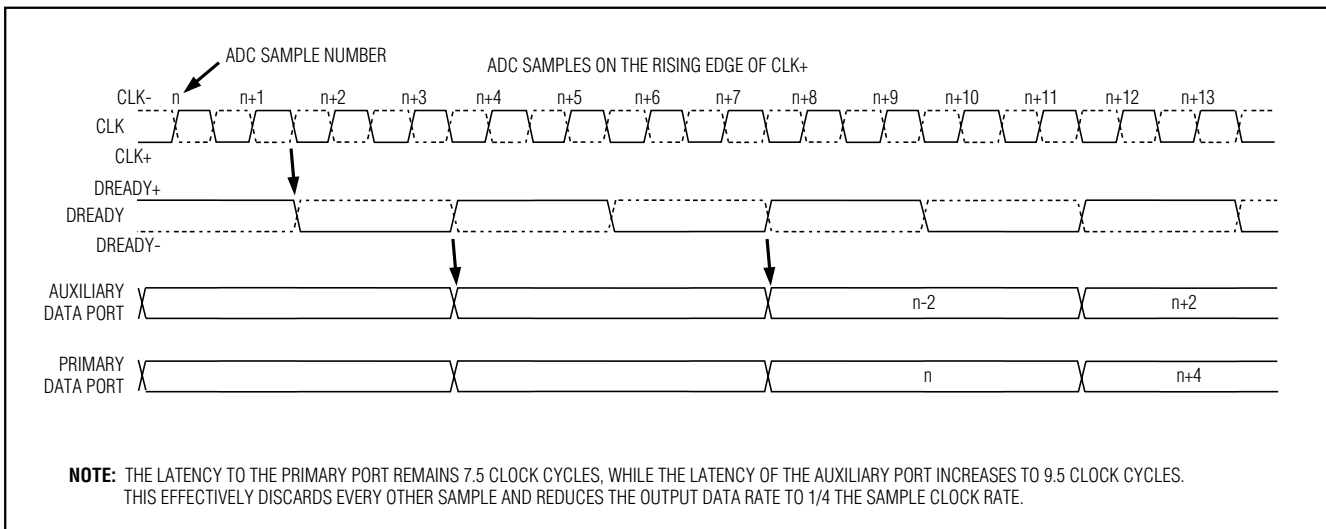 ADC SAMPLE NUMBER
ADC SAMPLES ON THE RISING EDGE OF CLK+
CLK-
n n+1 n+2 n+3 n+4 n+5 n+6 n+7 n+8 n+9 n+10 n+11 n+12 n+13
CLK
CLK+
DREADY+
DREADY
DREADY-
AUXILIARY
DATA PORT
n-2 n+2
PRIMARY
DATA PORT
n n+4
NOTE: THE LATENCY TO THE PRIMARY PORT REMAINS 7.5 CLOCK CYCLES, WHILE THE LATENCY OF THE AUXILIARY PORT INCREASES TO 9.5 CLOCK CYCLES.
THIS EFFECTIVELY DISCARDS EVERY OTHER SAMPLE AND REDUCES THE OUTPUT DATA RATE TO 1/4 THE SAMPLE CLOCK RATE.